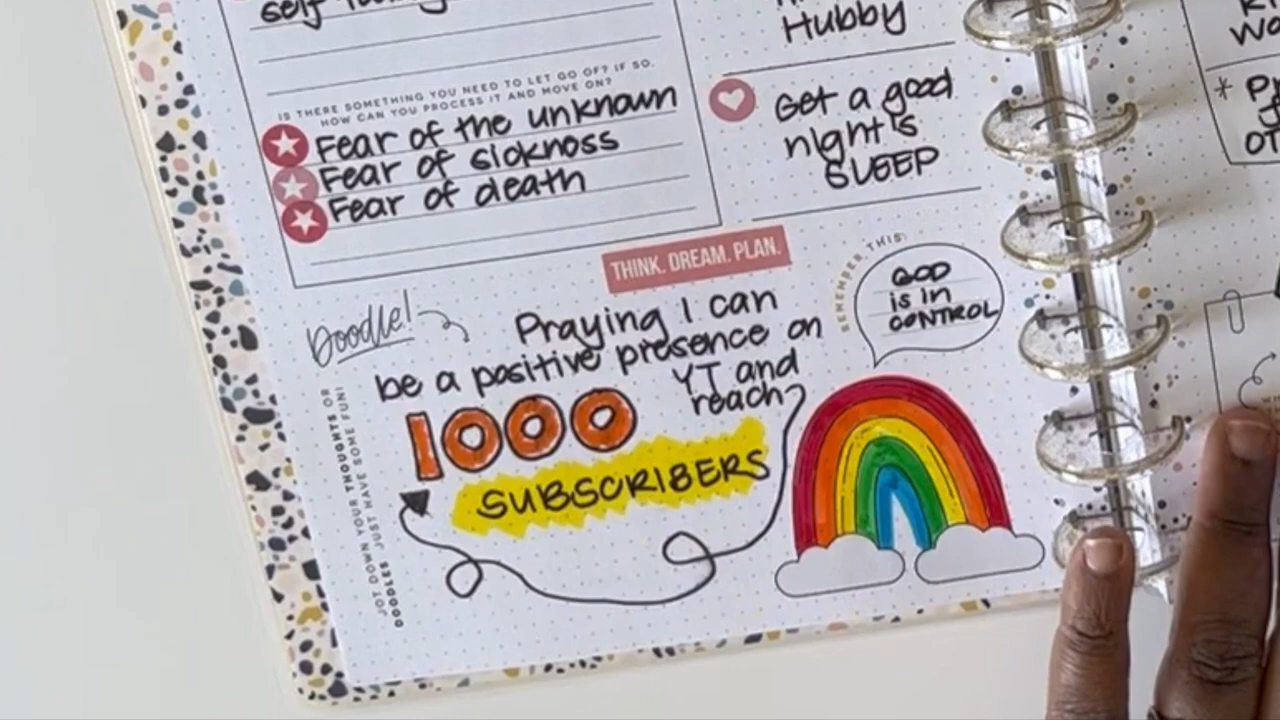 self
IS THERE SOMETHING YOU NEED TO LET GO OF? IF SO,
HOW CAN YOU PROCESS IT AND MOVE ON?
Fear of the unknown
Fear of sickness
Fear of death
Hubby
Get a good
night's
SLEEP
THINK. DREAM. PLAN.
REMEMBER THIS:
GOD
is in
CONTROL
Doodle!
Praying I can
be a positive presence on
YT and
reach
1000
SUBSCRIBERS
JOT DOWN YOUR THOUGHTS OR
DOODLES JUST HAVE SOME FUN!